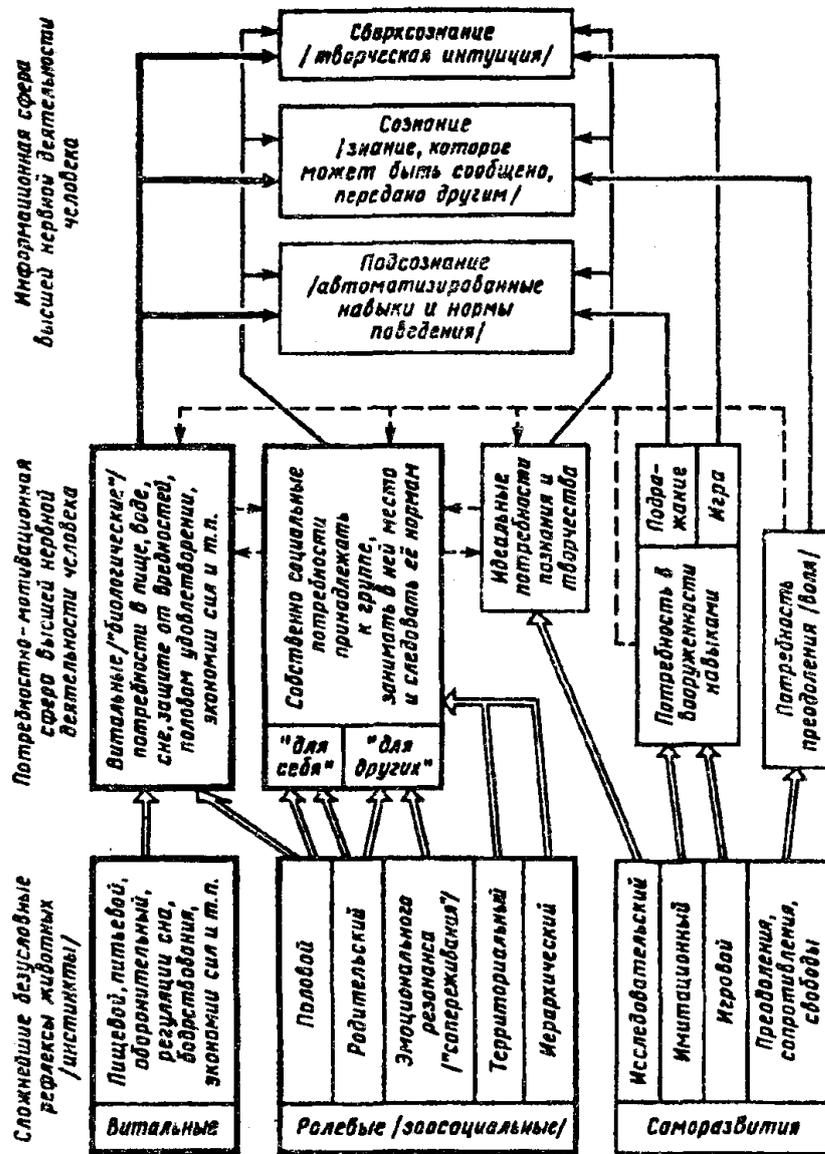 Сложнейшие безусловные
рефлексы животных
/инстинкты/
Потребностно-мотивационная
сфера высшей нервной
деятельности человека
Информационная сфера
высшей нервной деятельности
человека
Витальные
Пищевой, питьевой,
оборонительный,
регуляции сна,
бодрствования,
экономии сил и т.п.
Ролевые /зоосоциальные/
Половой
Родительский
Эмоционального
резонанса
/"сопереживания"/
Территориальный
Иерархический
Саморазвития
Исследовательский
Имитационный
Игровой
Преодоления,
сопротивления,
свободы
Витальные/"биологические"/
потребности в пище, воде,
сне, защите от вредностей,
половом удовлетворении,
экономии сил и т.п.
"для
себя"
"для
других"
Собственно социальные
потребности
принадлежать
к группе,
занимать в ней место
и следовать её нормам
Идеальные
потребности
познания и
творчества
Потребность в
вооруженности
навыками
Подра-
жание
Игра
Потребность
преодоления /воля/
Сверхсознание
/творческая интуиция/
Сознание
/знание, которое
может быть сообщено,
передано другим/
Подсознание
/автоматизированные
навыки и нормы
поведения/